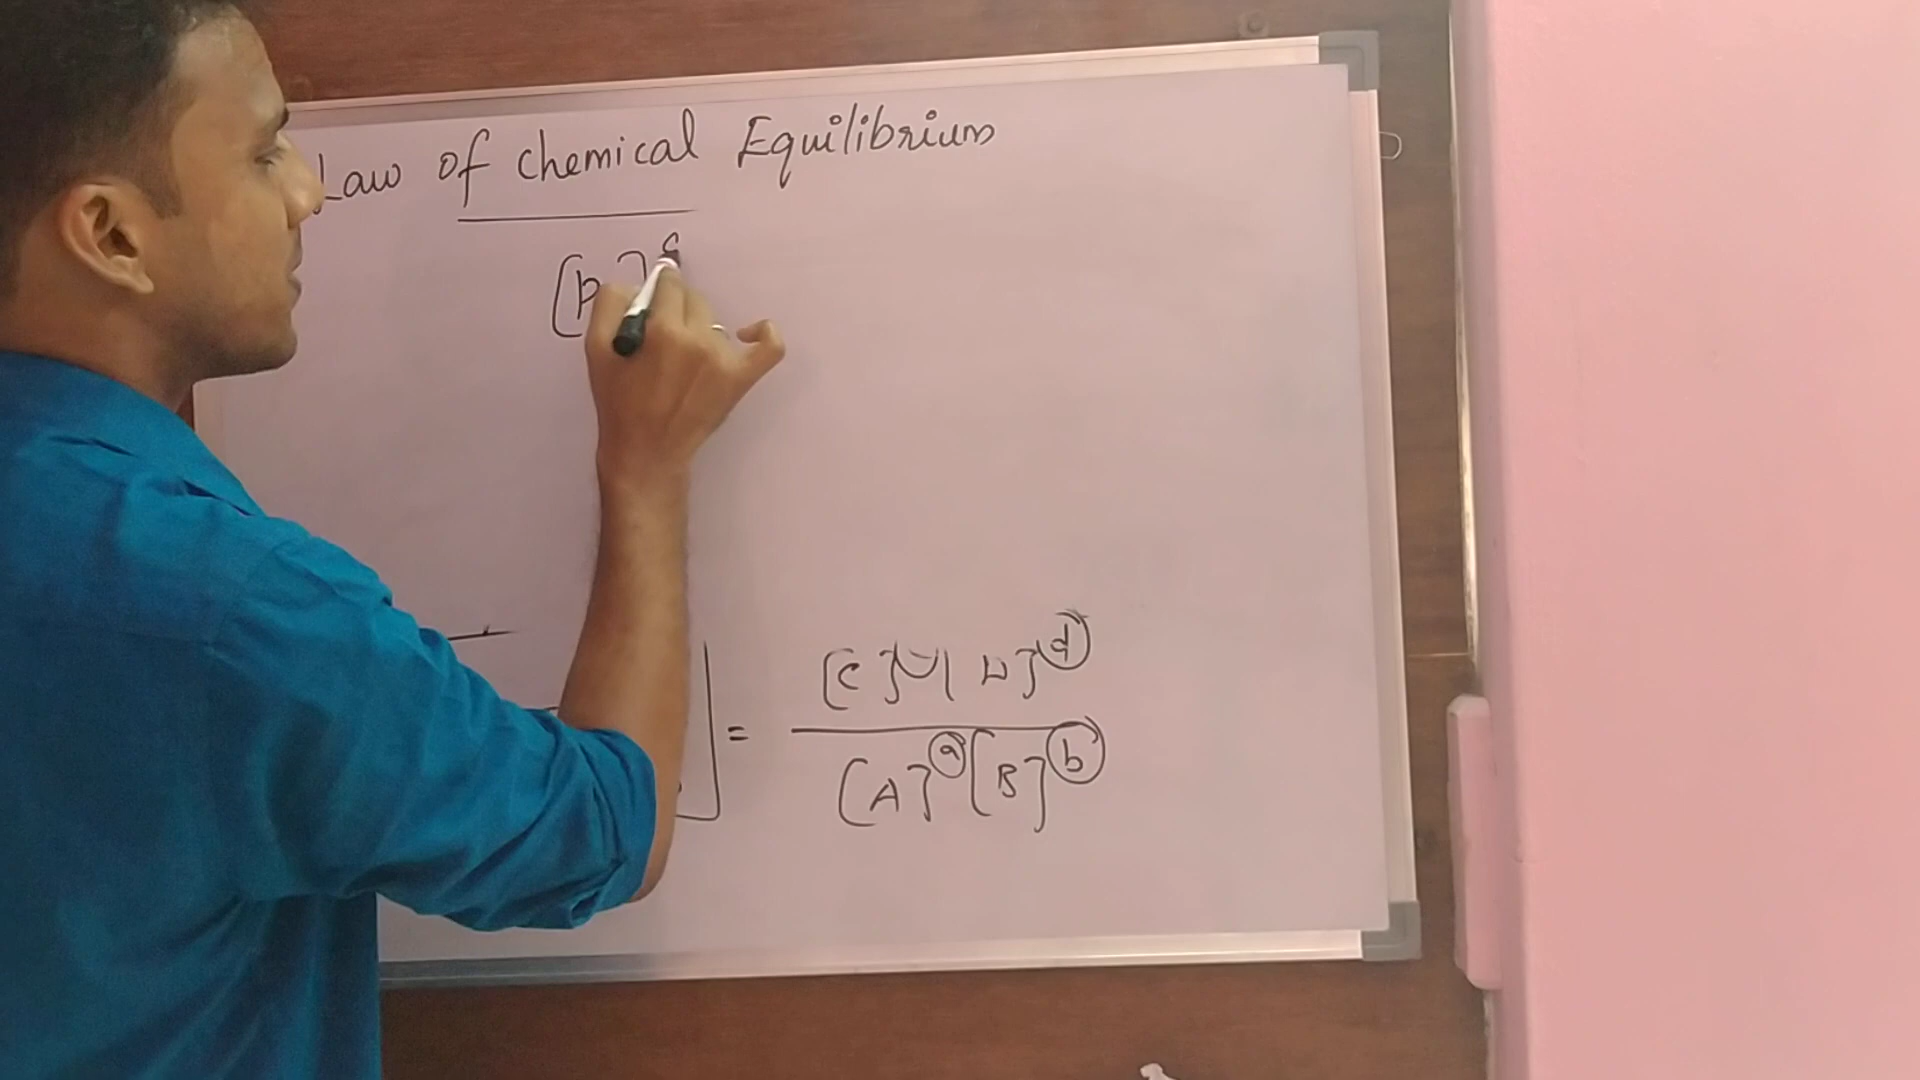 Law of chemical Equilibrium
[P ] c
= [C] [D]ⓓ
[A]ⓐ[B]ⓑ